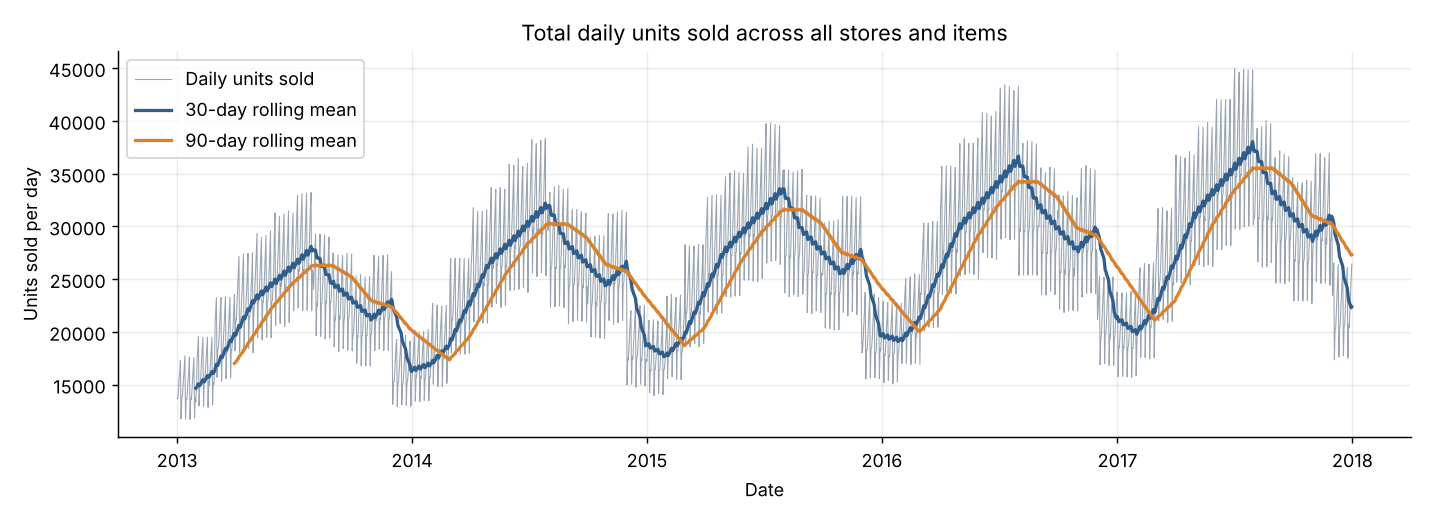 Total daily units sold across all stores and items
Daily units sold
30-day rolling mean
90-day rolling mean
Units sold per day
45000
40000
35000
30000
25000
20000
15000
2013
2014
2015
2016
2017
2018
Date